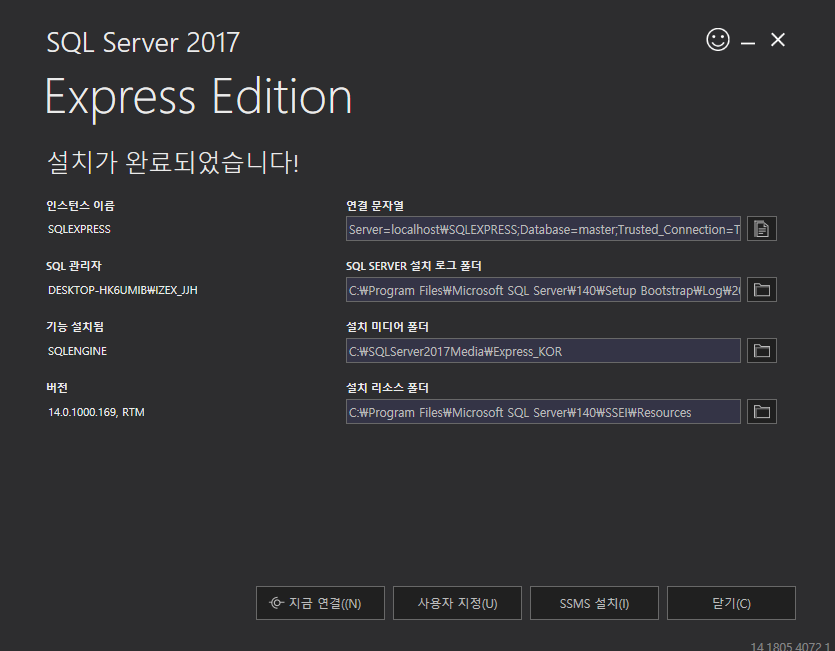 SQL Server 2017
Express Edition
설치가 완료되었습니다!
인스턴스 이름
SQLEXPRESS
연결 문자열
Server=localhost₩SQLEXPRESS;Database=master;Trusted_Connection=T
SQL 관리자
DESKTOP-HK6UMIB₩IZEX_JJH
SQL SERVER 설치 로그 폴더
C:₩Program Files₩Microsoft SQL Server₩140₩Setup Bootstrap₩Log₩20
기능 설치됨
SQLENGINE
설치 미디어 폴더
C:₩SQLServer2017Media₩Express_KOR
버전
14.0.1000.169, RTM
설치 리소스 폴더
C:₩Program Files₩Microsoft SQL Server₩140₩SSEI₩Resources
지금 연결((N)
사용자 지정(U)
SSMS 설치(I)
닫기(C)
14.1805.4072.1